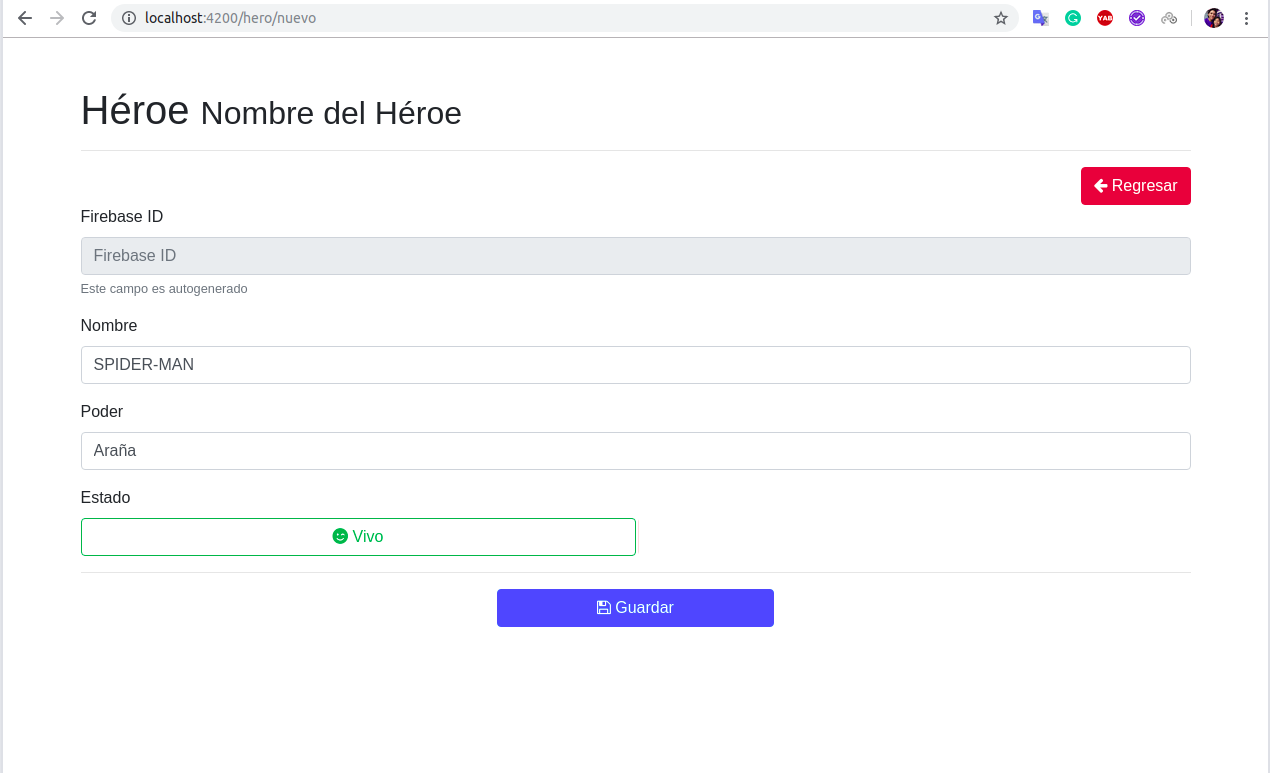 localhost:4200/hero/nuevo
YAB
Héroe Nombre del Héroe
Regresar
Firebase ID
Firebase ID
Este campo es autogenerado
Nombre
SPIDER-MAN
Poder
Araña
Estado
Vivo
Guardar